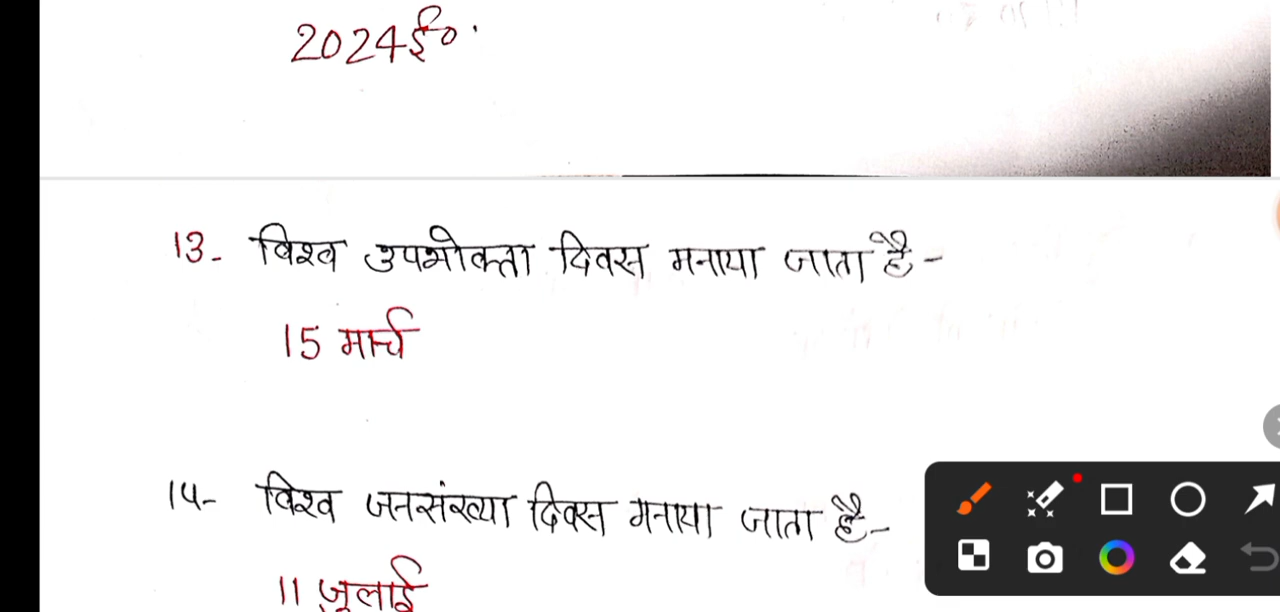 2024ई०.
13- विश्व उपभोक्ता दिवस मनाया जाता है-
15 मार्च
14- विश्व जनसंख्या दिवस मनाया जाता है-
11 जुलाई